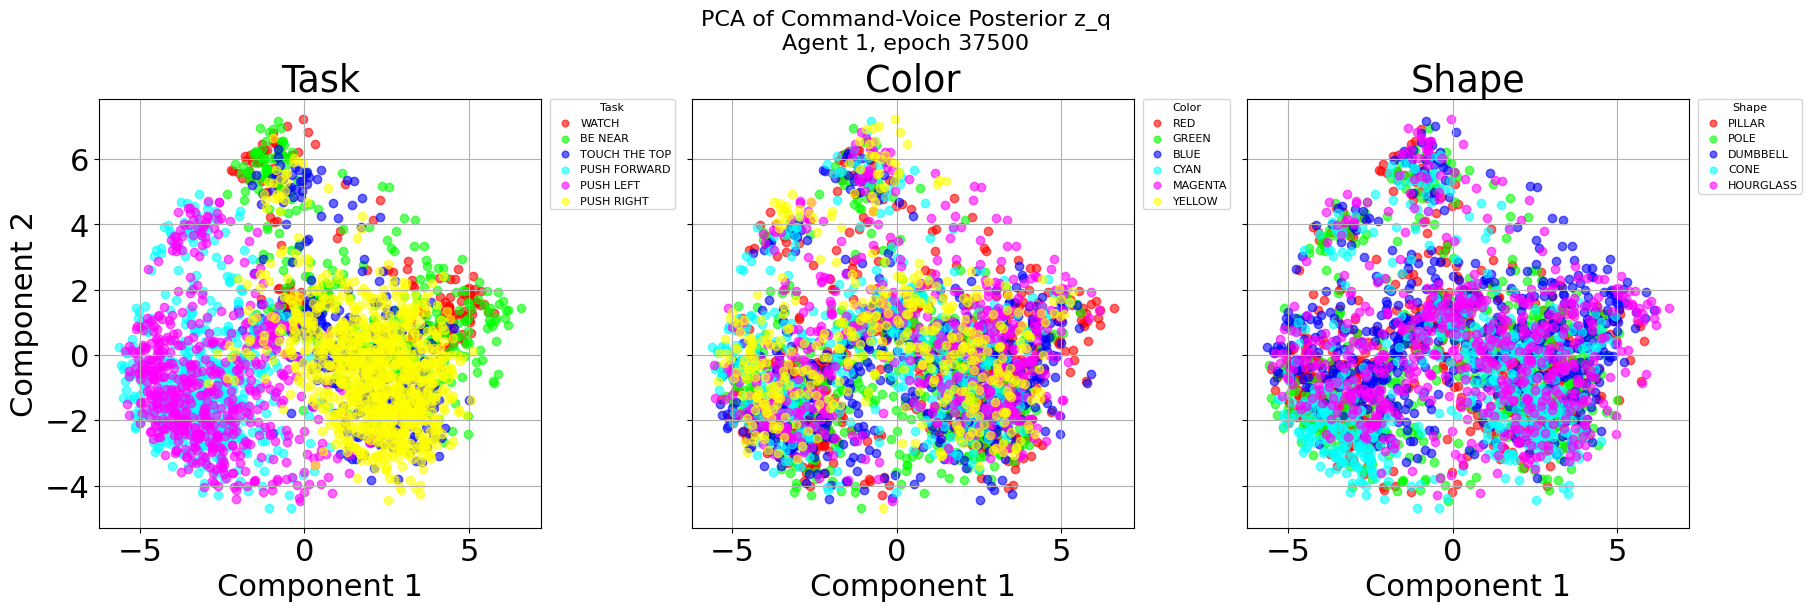 PCA of Command-Voice Posterior z_q
Agent 1, epoch 37500
Task
Component 2
6
4
2
0
−2
−4
−5
0
5
Component 1
Task
WATCH
BE NEAR
TOUCH THE TOP
PUSH FORWARD
PUSH LEFT
PUSH RIGHT
Color
−5
0
5
Component 1
Color
RED
GREEN
BLUE
CYAN
MAGENTA
YELLOW
Shape
−5
0
5
Component 1
Shape
PILLAR
POLE
DUMBBELL
CONE
HOURGLASS